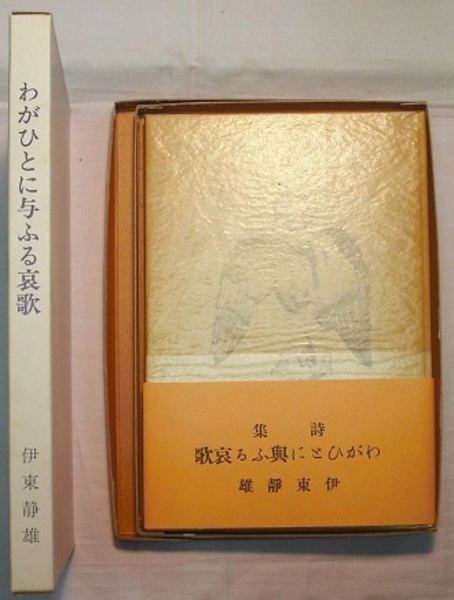 わがひとに与ふる哀歌
伊東静雄
詩集
わがひとに與ふる哀歌
伊東靜雄